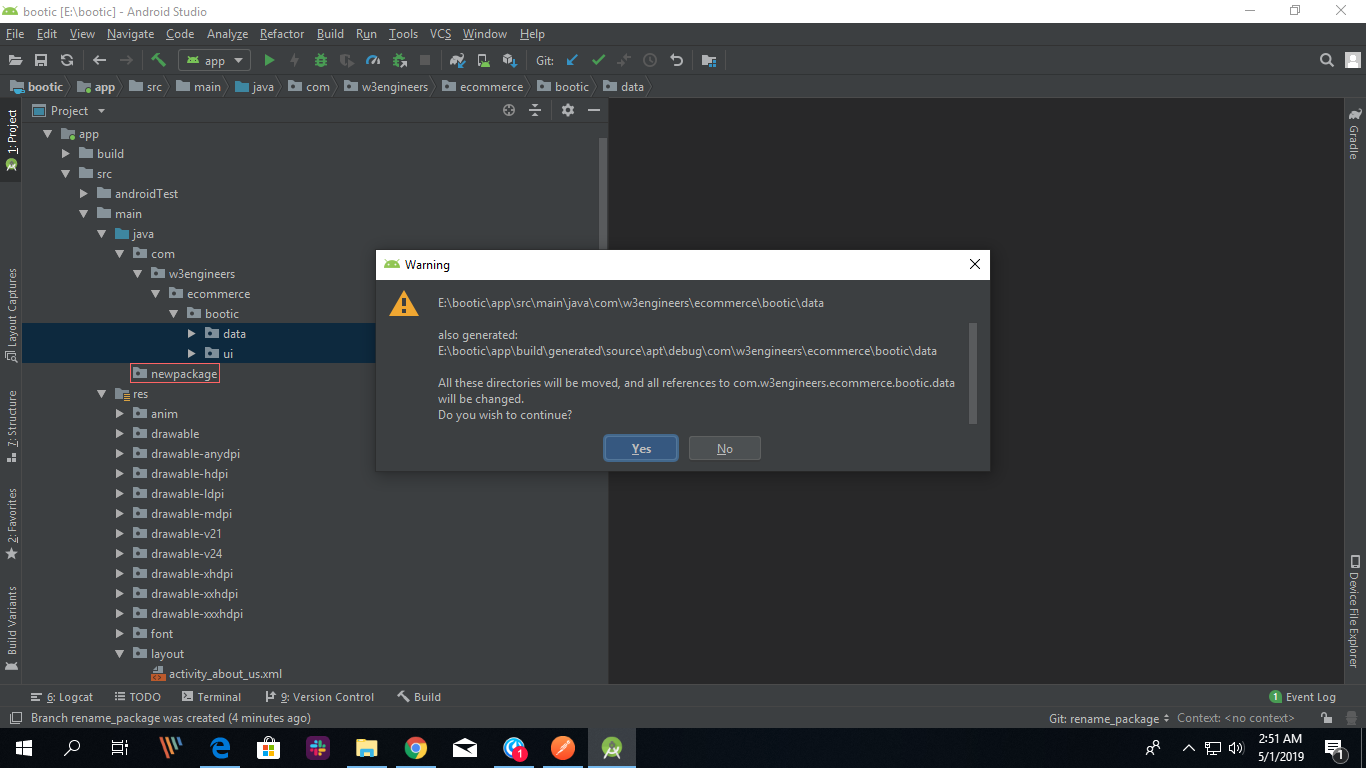 bootic [E:\bootic] - Android Studio
File Edit View Navigate Code Analyze Refactor Build Run Tools VCS Window Help
app Git:
bootic app src main java com w3engineers ecommerce bootic data
1: Project
Layout Captures
7: Structure
2: Favorites
Build Variants
Project
app
build
src
androidTest
main
java
com
w3engineers
ecommerce
bootic
data
ui
newpackage
res
anim
drawable
drawable-anydpi
drawable-hdpi
drawable-ldpi
drawable-mdpi
drawable-v21
drawable-v24
drawable-xhdpi
drawable-xxhdpi
drawable-xxxhdpi
font
layout
activity_about_us.xml
Warning
E:\bootic\app\src\main\java\com\w3engineers\ecommerce\bootic\data
also generated:
E:\bootic\app\build\generated\source\apt\debug\com\w3engineers\ecommerce\bootic\data
All these directories will be moved, and all references to com.w3engineers.ecommerce.bootic.data
will be changed.
Do you wish to continue?
Yes No
Gradle
Device File Explorer
6: Logcat TODO Terminal 9: Version Control Build 1 Event Log
Branch rename_package was created (4 minutes ago) Git: rename_package Context: <no context>
1
2:51 AM
5/1/2019
1